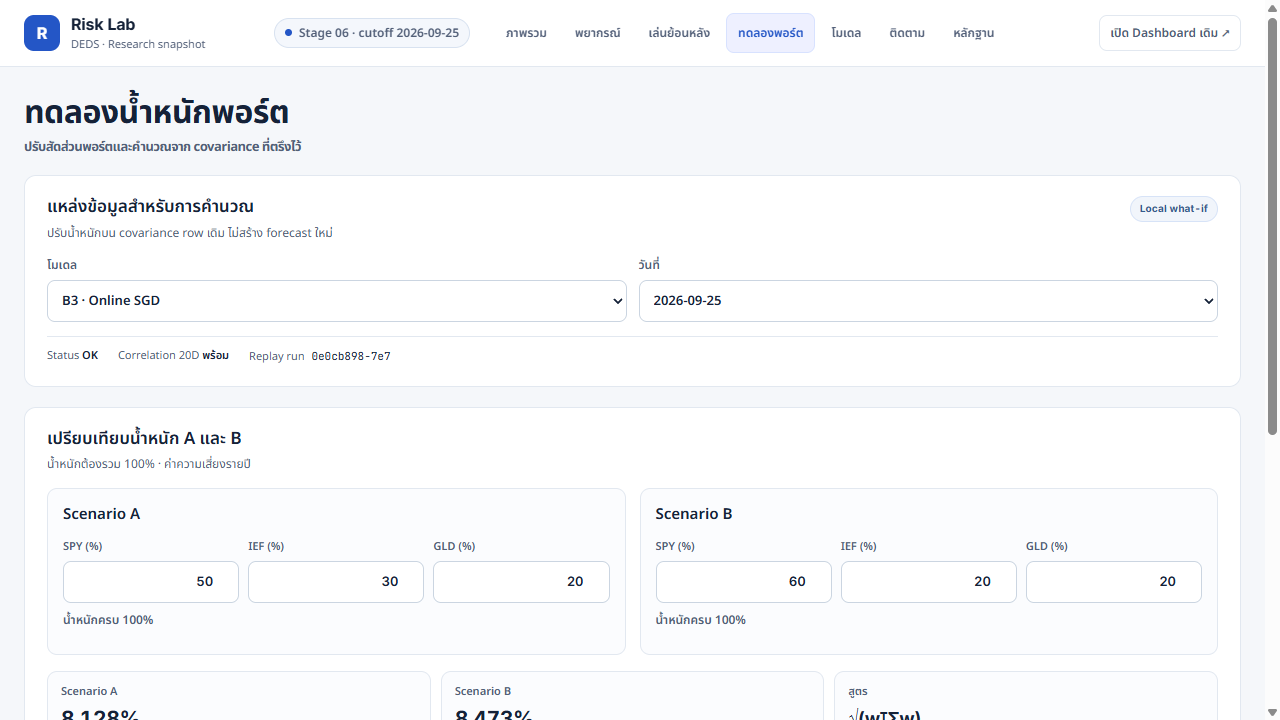 R
Risk Lab
DEDS · Research snapshot
Stage 06 · cutoff 2026-09-25
ภาพรวม
พยากรณ์
เล่นย้อนหลัง
ทดลองพอร์ต
โมเดล
ติดตาม
หลักฐาน
เปิด Dashboard เดิม ↗
ทดลองน้ำหนักพอร์ต
ปรับสัดส่วนพอร์ตและคำนวณจาก covariance ที่ตรึงไว้
แหล่งข้อมูลสำหรับการคำนวณ
Local what-if
ปรับน้ำหนักบน covariance row เดิม ไม่สร้าง forecast ใหม่
โมเดล
วันที่
B3 · Online SGD
2026-09-25
Status OK
Correlation 20D พร้อม
Replay run 0e0cb898-7e7
เปรียบเทียบน้ำหนัก A และ B
น้ำหนักต้องรวม 100% · ค่าความเสี่ยงรายปี
Scenario A
SPY (%)
IEF (%)
GLD (%)
50
30
20
น้ำหนักครบ 100%
Scenario B
SPY (%)
IEF (%)
GLD (%)
60
20
20
น้ำหนักครบ 100%
Scenario A
8.128%
Scenario B
8.473%
สูตร
√(wᵀΣw)